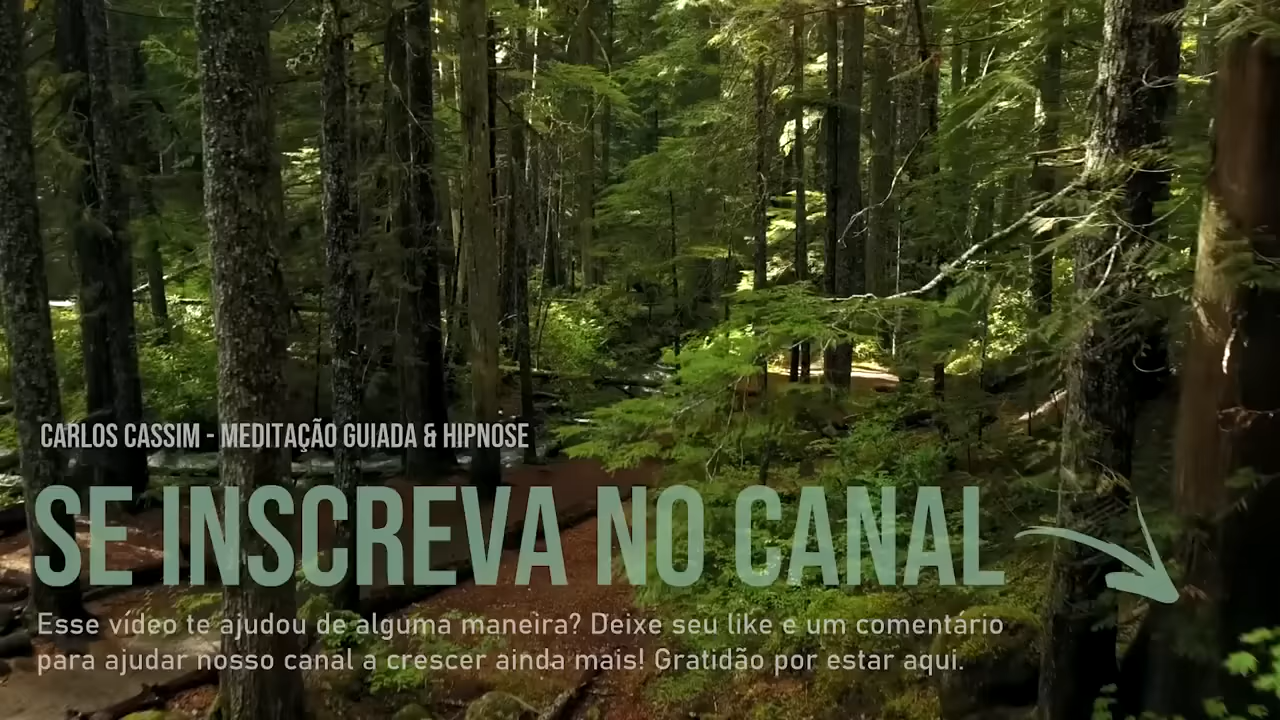 CARLOS CASSIM - MEDITAÇÃO GUIADA & HIPNOSE
SE INSCREVA NO CANAL
Esse vídeo te ajudou de alguma maneira? Deixe seu like e um comentário
para ajudar nosso canal a crescer ainda mais! Gratidão por estar aqui.